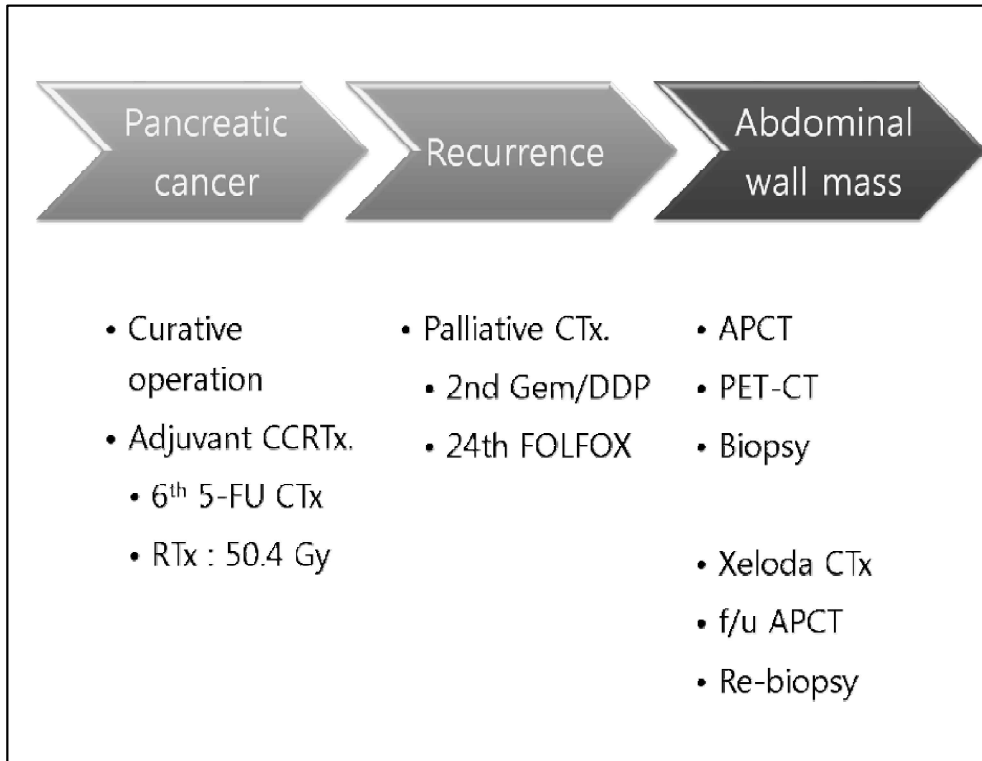 Pancreatic
cancer
Recurrence
Abdominal
wall mass
• Curative
operation
• Adjuvant CCRTx.
• 6th 5-FU CTx
• RTx : 50.4 Gy
• Palliative CTx.
• 2nd Gem/DDP
• 24th FOLFOX
• APCT
• PET-CT
• Biopsy
• Xeloda CTx
• f/u APCT
• Re-biopsy